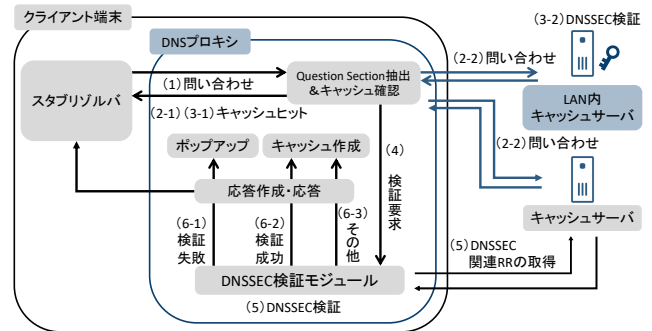 クライアント端末
DNSプロキシ
(3-2)DNSSEC検証
スタブリゾルバ
(1)問い合わせ
Question Section抽出
&キャッシュ確認
(2-2)問い合わせ
(2-1)(3-1)キャッシュヒット
LAN内
キャッシュサーバ
ポップアップ
キャッシュ作成
(4)
検証要求
(2-2)問い合わせ
応答作成・応答
(6-1)
検証
失敗
(6-2)
検証
成功
(6-3)
その他
キャッシュサーバ
(5)DNSSEC
関連RRの取得
DNSSEC検証モジュール
(5)DNSSEC検証